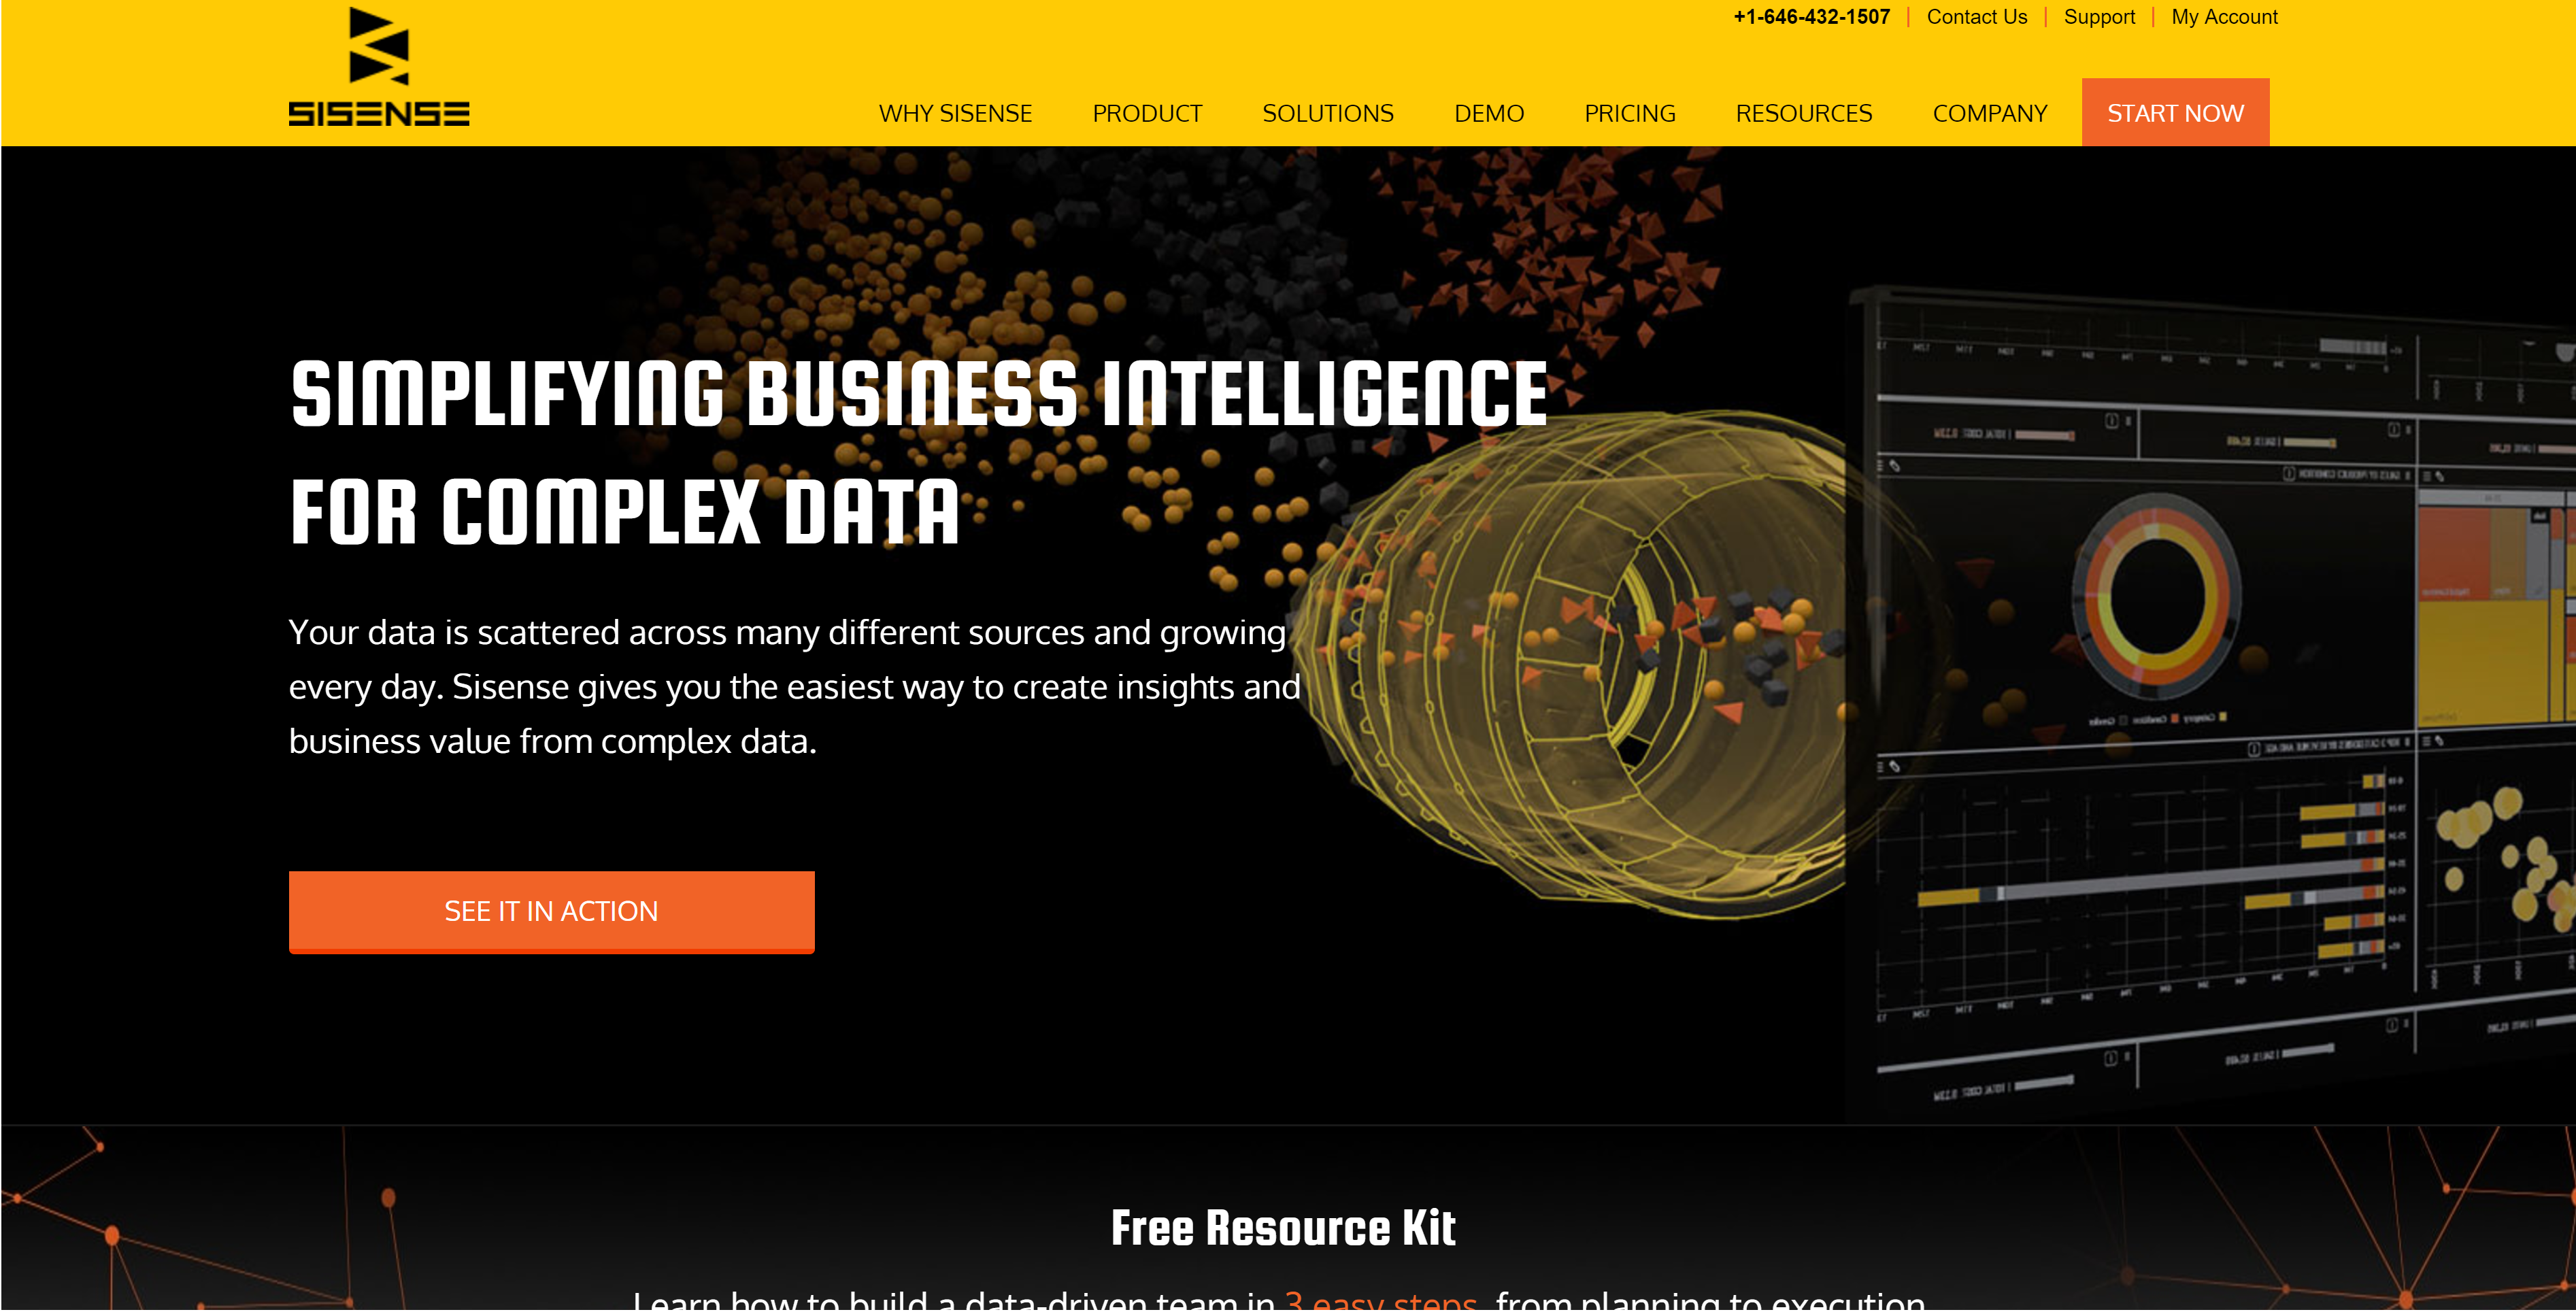 +1-646-432-1507 | Contact Us | Support | My Account
SISENSE
WHY SISENSE PRODUCT SOLUTIONS DEMO PRICING RESOURCES COMPANY START NOW
SIMPLIFYING BUSINESS INTELLIGENCE
FOR COMPLEX DATA
Your data is scattered across many different sources and growing
every day. Sisense gives you the easiest way to create insights and
business value from complex data.
SEE IT IN ACTION
Free Resource Kit
Learn how to build a data-driven team in 3 easy steps, from planning to execution